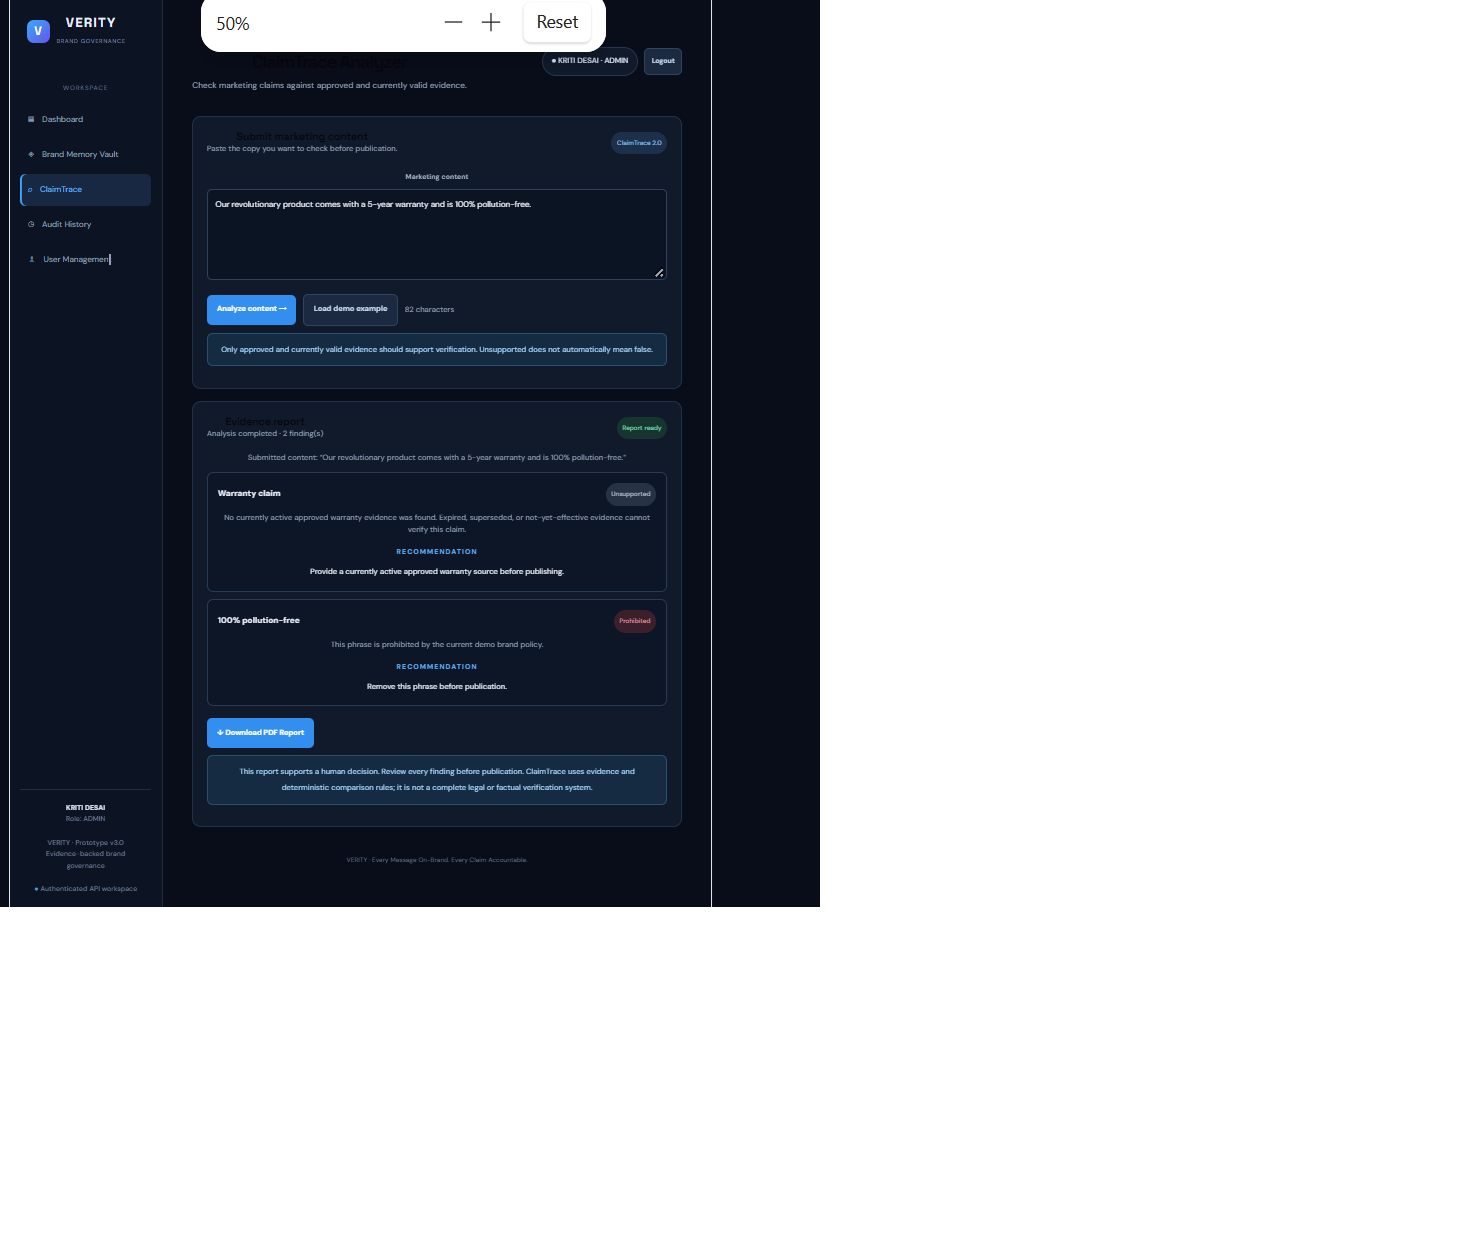 50%
Reset
V
VERITY
BRAND GOVERNANCE
WORKSPACE
Dashboard
Brand Memory Vault
ClaimTrace
Audit History
User Managemen
KRITI DESAI
Role: ADMIN
VERITY · Prototype v3.0
Evidence-backed brand
governance
● Authenticated API workspace
ClaimTrace Analyzer
● KRITI DESAI · ADMIN
Logout
Check marketing claims against approved and currently valid evidence.
Submit marketing content
Paste the copy you want to check before publication.
ClaimTrace 2.0
Marketing content
Our revolutionary product comes with a 5-year warranty and is 100% pollution-free.
Analyze content →
Load demo example
82 characters
Only approved and currently valid evidence should support verification. Unsupported does not automatically mean false.
Evidence report
Analysis completed · 2 finding(s)
Report ready
Submitted content: "Our revolutionary product comes with a 5-year warranty and is 100% pollution-free."
Warranty claim
Unsupported
No currently active approved warranty evidence was found. Expired, superseded, or not-yet-effective evidence cannot
verify this claim.
RECOMMENDATION
Provide a currently active approved warranty source before publishing.
100% pollution-free
Prohibited
This phrase is prohibited by the current demo brand policy.
RECOMMENDATION
Remove this phrase before publication.
↓ Download PDF Report
This report supports a human decision. Review every finding before publication. ClaimTrace uses evidence and
deterministic comparison rules; it is not a complete legal or factual verification system.
VERITY · Every Message On-Brand. Every Claim Accountable.